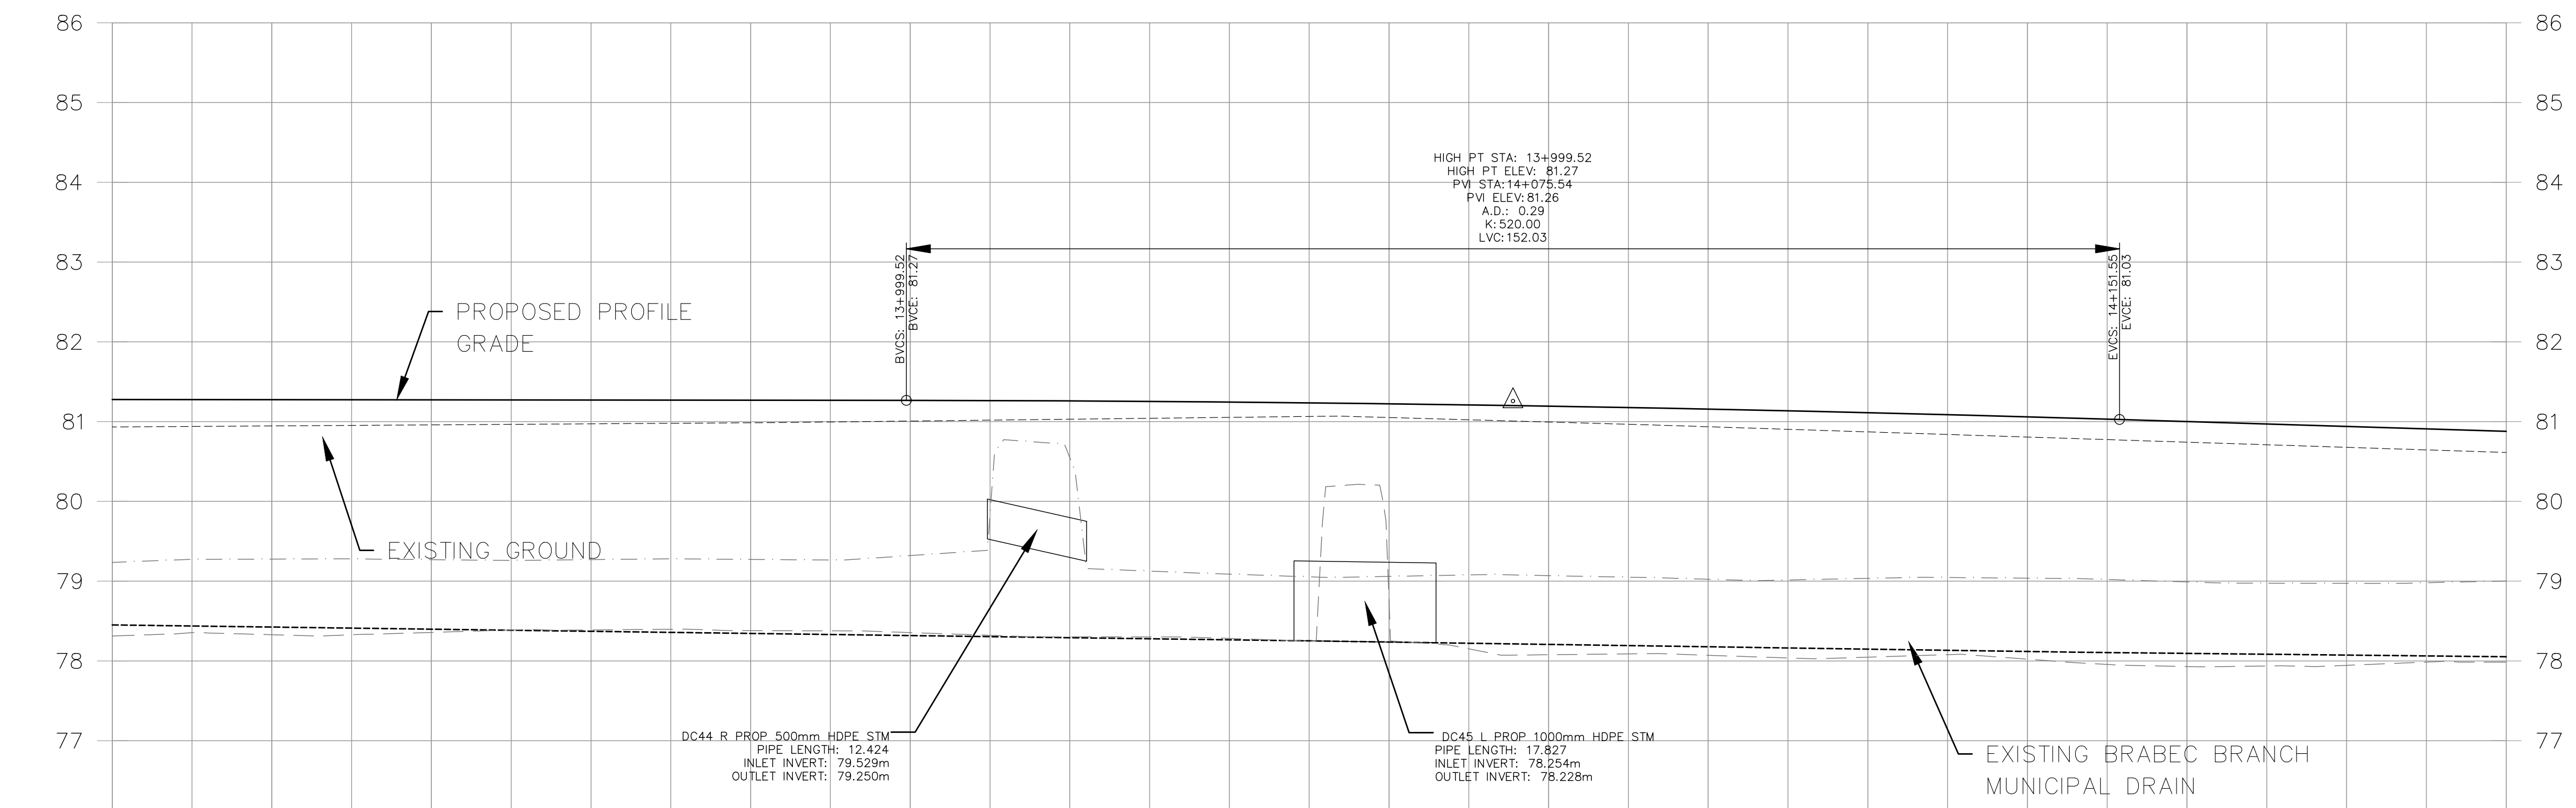 86
86
85
85
84
84
83
83
82
82
81
81
80
80
79
79
78
78
77
77
HIGH PT STA: 13+999.52
HIGH PT ELEV: 81.27
PVI STA:14+075.54
PVI ELEV:81.26
A.D.: 0.29
K:520.00
LVC:152.03
BVCS: 13+999.52
BVCE: 81.27
EVCS: 14+151.55
EVCE: 81.03
PROPOSED PROFILE
GRADE
EXISTING GROUND
DC44 R PROP 500mm HDPE STM
PIPE LENGTH: 12.424
INLET INVERT: 79.529m
OUTLET INVERT: 79.250m
DC45 L PROP 1000mm HDPE STM
PIPE LENGTH: 17.827
INLET INVERT: 78.254m
OUTLET INVERT: 78.228m
EXISTING BRABEC BRANCH
MUNICIPAL DRAIN